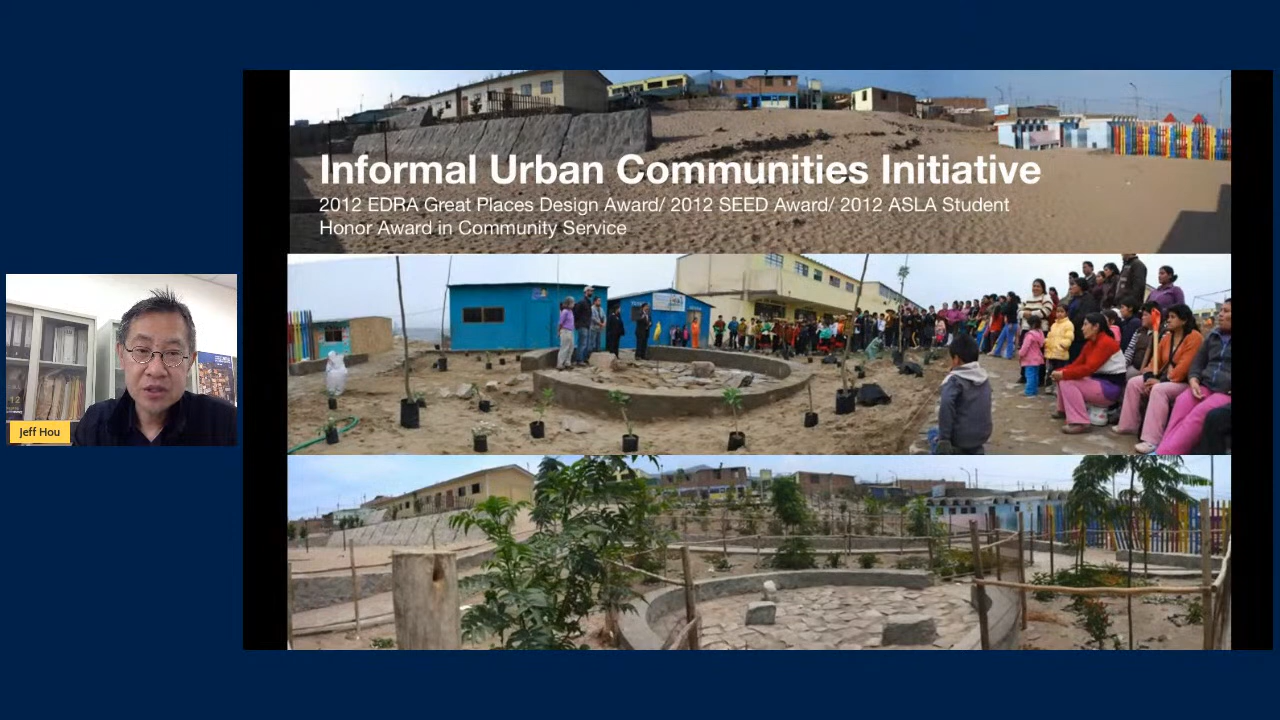 Informal Urban Communities Initiative
2012 EDRA Great Places Design Award/ 2012 SEED Award/ 2012 ASLA Student
Honor Award in Community Service
12
Jeff Hou